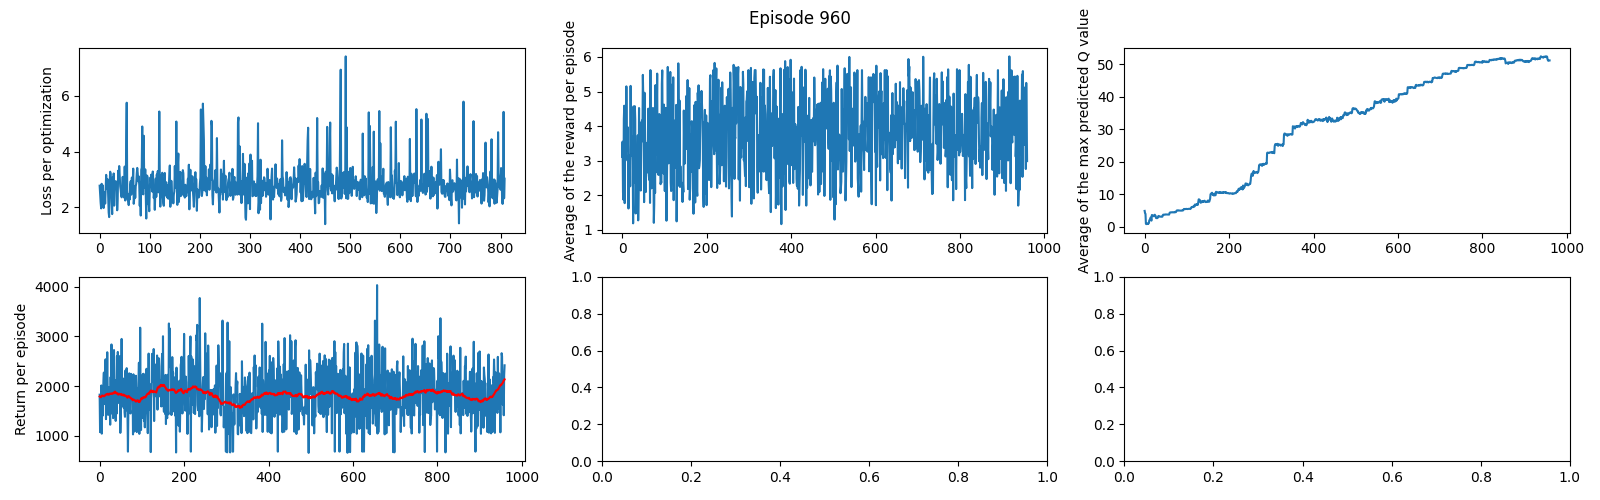 Episode 960
Loss per optimization
6
4
2
0 100 200 300 400 500 600 700 800
Average of the reward per episode
6
5
4
3
2
1
0 200 400 600 800 1000
Average of the max predicted Q value
50
40
30
20
10
0
0 200 400 600 800 1000
Return per episode
4000
3000
2000
1000
0 200 400 600 800 1000
1.0
0.8
0.6
0.4
0.2
0.0
0.0 0.2 0.4 0.6 0.8 1.0
1.0
0.8
0.6
0.4
0.2
0.0
0.0 0.2 0.4 0.6 0.8 1.0